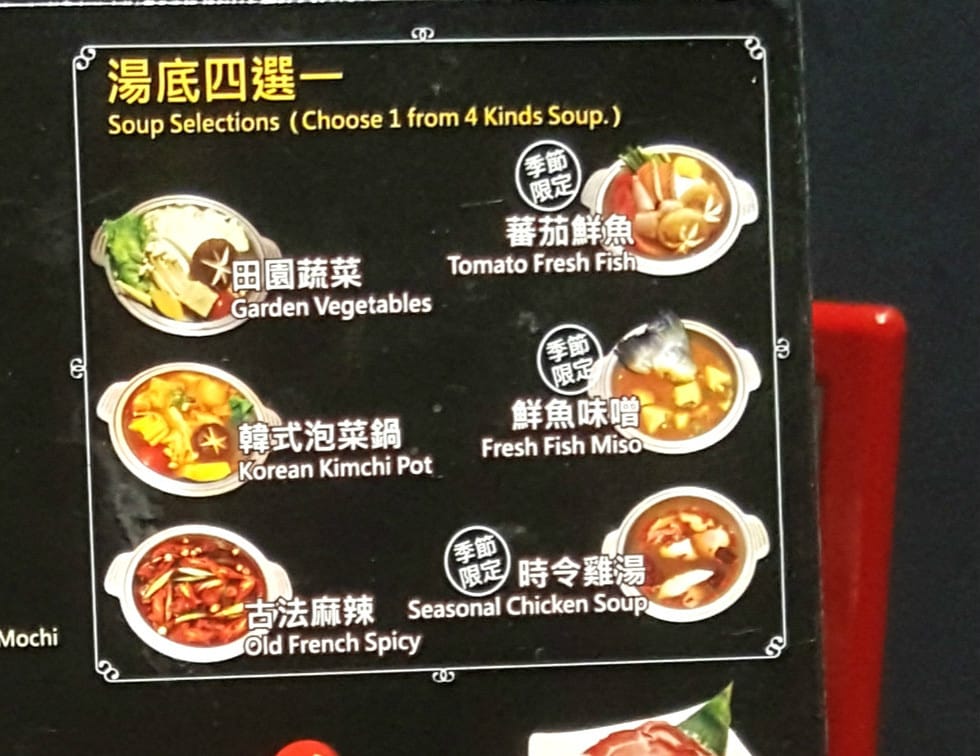 湯底四選一
Soup Selections (Choose 1 from 4 Kinds Soup.)
田園蔬菜
Garden Vegetables
韓式泡菜鍋
Korean Kimchi Pot
古法麻辣
Old French Spicy
季節
限定
蕃茄鮮魚
Tomato Fresh Fish
季節
限定
鮮魚味噌
Fresh Fish Miso
季節
限定
時令雞湯
Seasonal Chicken Soup
Mochi